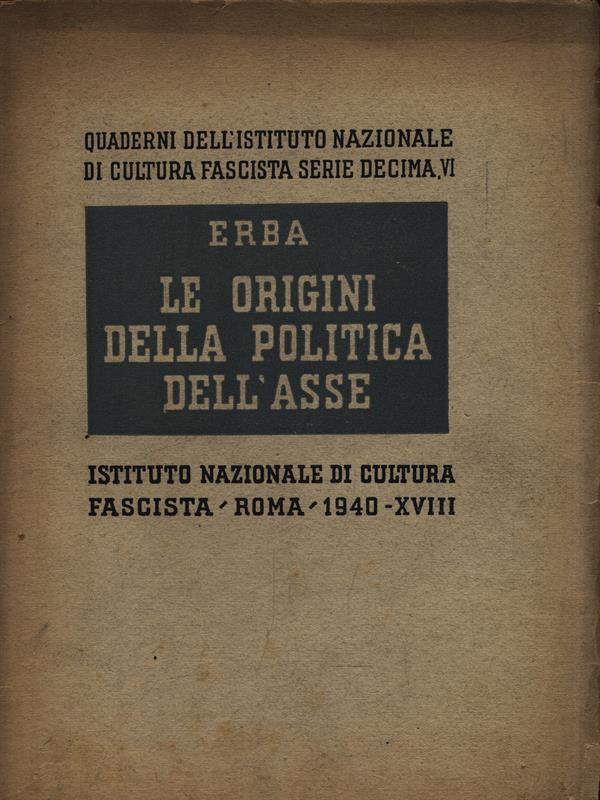 QUADERNI DELL'ISTITUTO NAZIONALE
DI CULTURA FASCISTA SERIE DECIMA, VI
ERBA
LE ORIGINI
DELLA POLITICA
DELL'ASSE
ISTITUTO NAZIONALE DI CULTURA
FASCISTA - ROMA - 1940 - XVIII